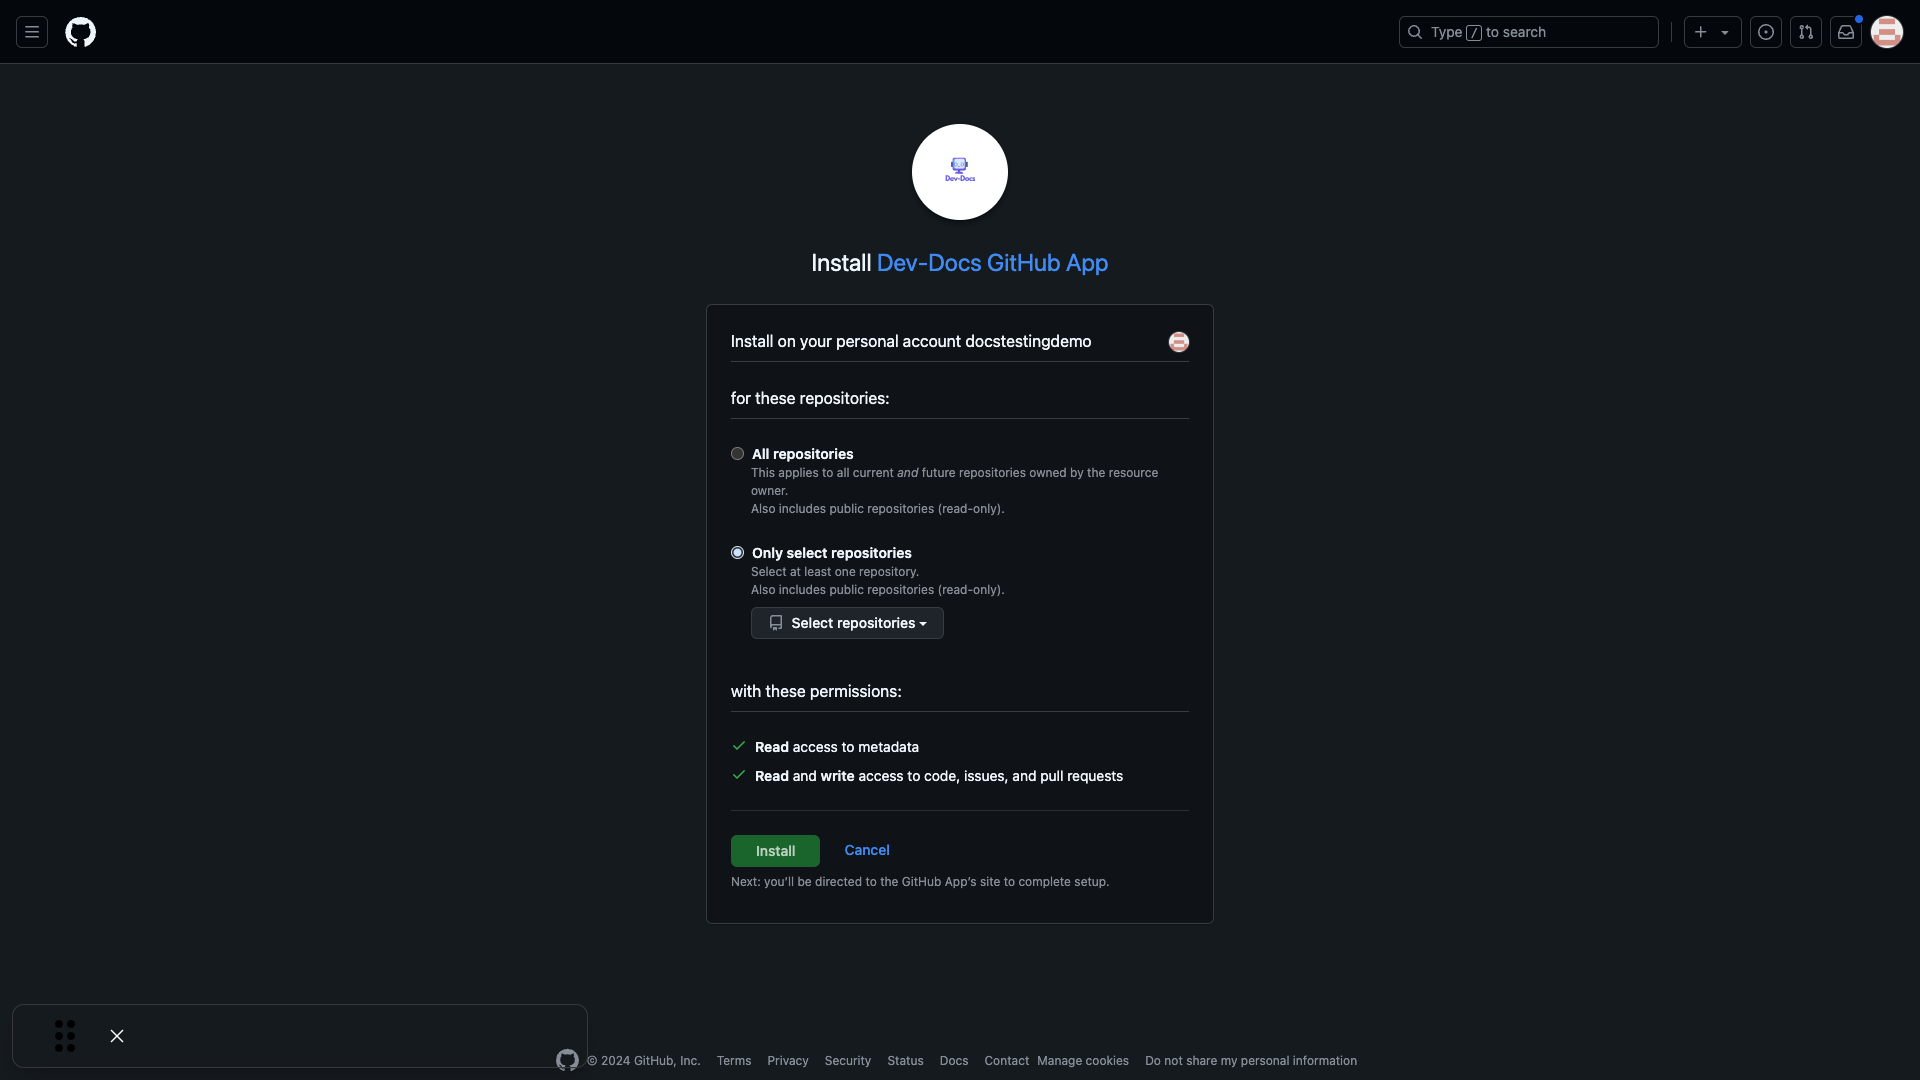 Type / to search
Dev-Docs
Install Dev-Docs GitHub App
Install on your personal account docstestingdemo
for these repositories:
All repositories
This applies to all current and future repositories owned by the resource
owner.
Also includes public repositories (read-only).
Only select repositories
Select at least one repository.
Also includes public repositories (read-only).
Select repositories
with these permissions:
Read access to metadata
Read and write access to code, issues, and pull requests
Install Cancel
Next: you’ll be directed to the GitHub App’s site to complete setup.
© 2024 GitHub, Inc. Terms Privacy Security Status Docs Contact Manage cookies Do not share my personal information